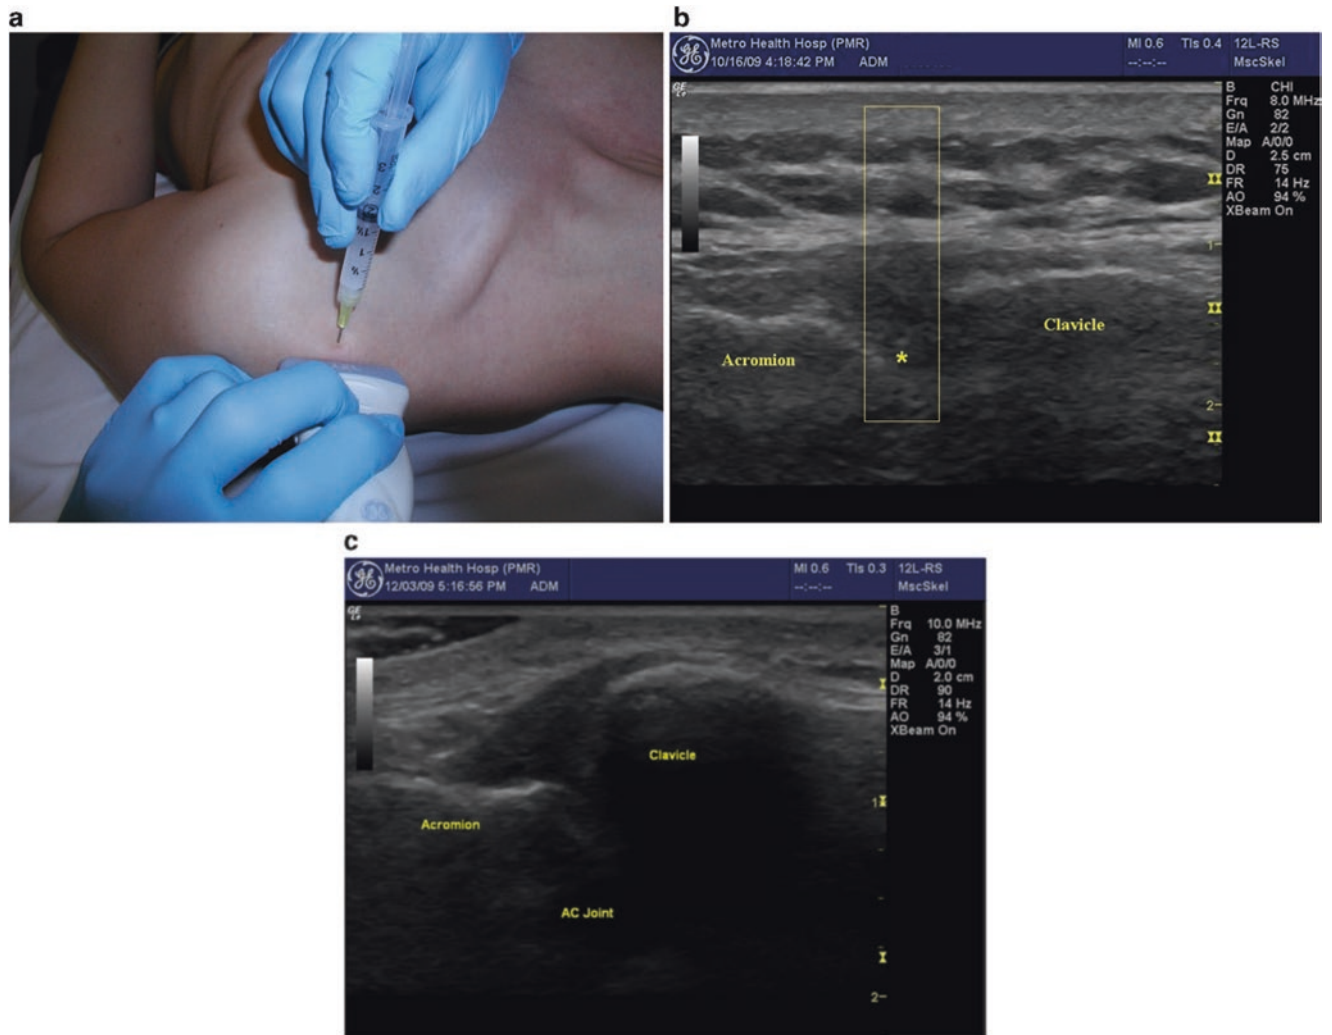 a
b
Metro Health Hosp (PMR)
MI 0.6 TIs 0.4 12L-RS
10/16/09 4:18:42 PM ADM
--:--:-- MscSkel
B CHI
Frq 8.0 MHz
Gn 82
E/A 2/2
Map A/0/0
D 2.5 cm
DR 75
FR 14 Hz
AO 94 %
XBeam On
1
Clavicle
Acromion
*
2
c
Metro Health Hosp (PMR)
MI 0.6 TIs 0.3 12L-RS
12/03/09 5:16:56 PM ADM
--:--:-- MscSkel
B
Frq 10.0 MHz
Gn 82
E/A 3/1
Map A/0/0
D 2.0 cm
DR 90
FR 14 Hz
AO 94 %
XBeam On
Clavicle
1
Acromion
AC Joint
2